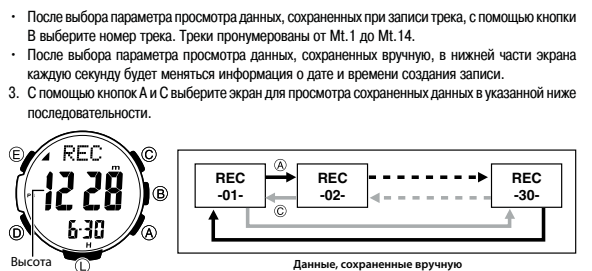 · После выбора параметра просмотра данных, сохраненных при записи трека, с помощью кнопки
В выберите номер трека. Треки пронумерованы от Mt.1 до Mt.14.
· После выбора параметра просмотра данных, сохраненных вручную, в нижней части экрана
каждую секунду будет меняться информация о дате и времени создания записи.
3. С помощью кнопок А и С выберите экран для просмотра сохраненных данных в указанной ниже
последовательности.
E
REC
C
m
12 28
B
6·30
H
D
A
L
Высота
REC
-01-
A
C
REC
-02-
REC
-30-
Данные, сохраненные вручную